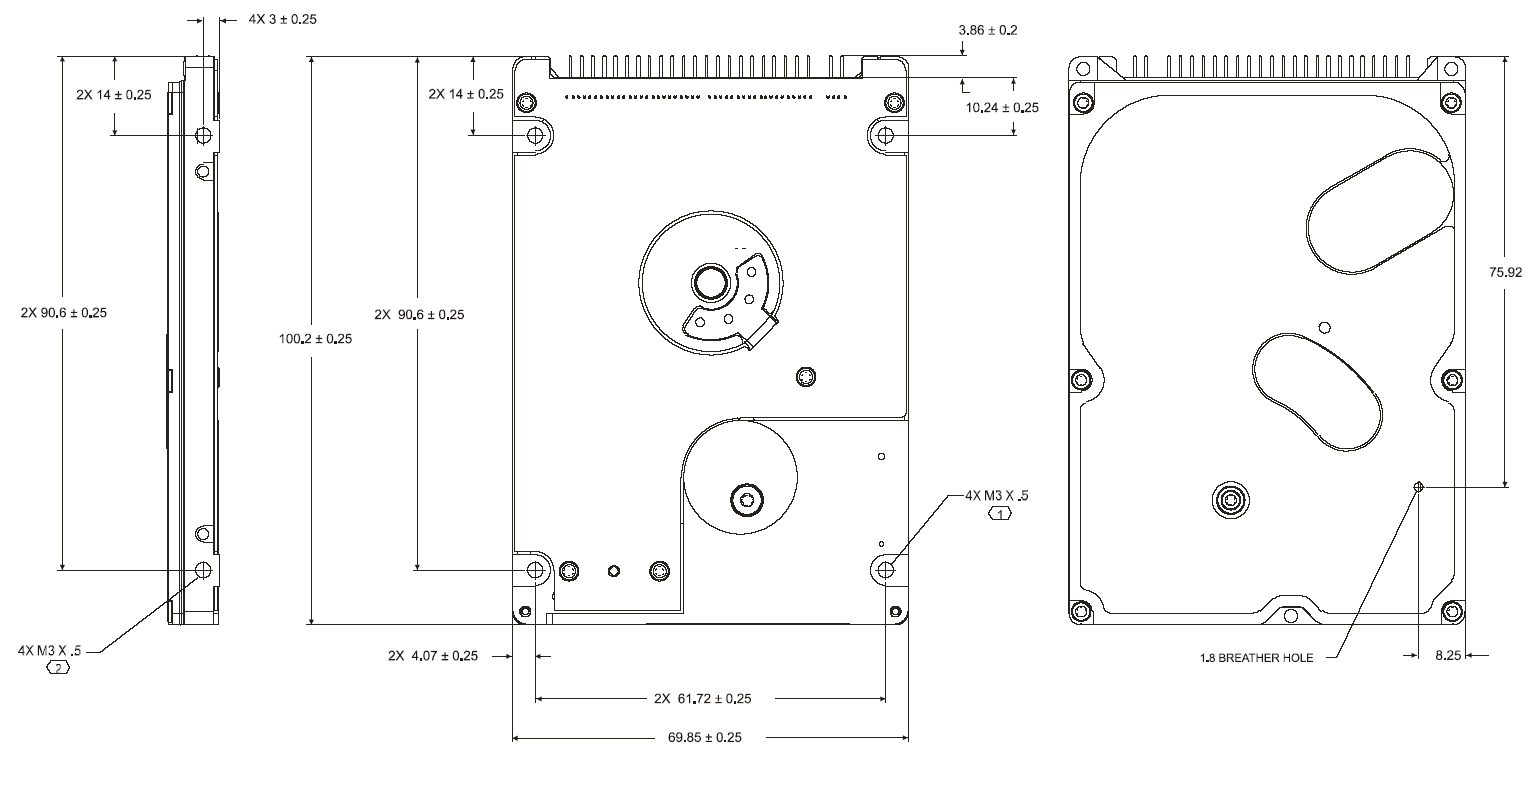 4X 3 ± 0.25
3.86 ± 0.2
2X 14 ± 0.25
2X 14 ± 0.25
10.24 ± 0.25
75.92
2X 90.6 ± 0.25
2X 90.6 ± 0.25
100.2 ± 0.25
4X M3 X .5
1
4X M3 X .5
2
2X 4.07 ± 0.25
1.8 BREATHER HOLE
8.25
2X 61.72 ± 0.25
69.85 ± 0.25